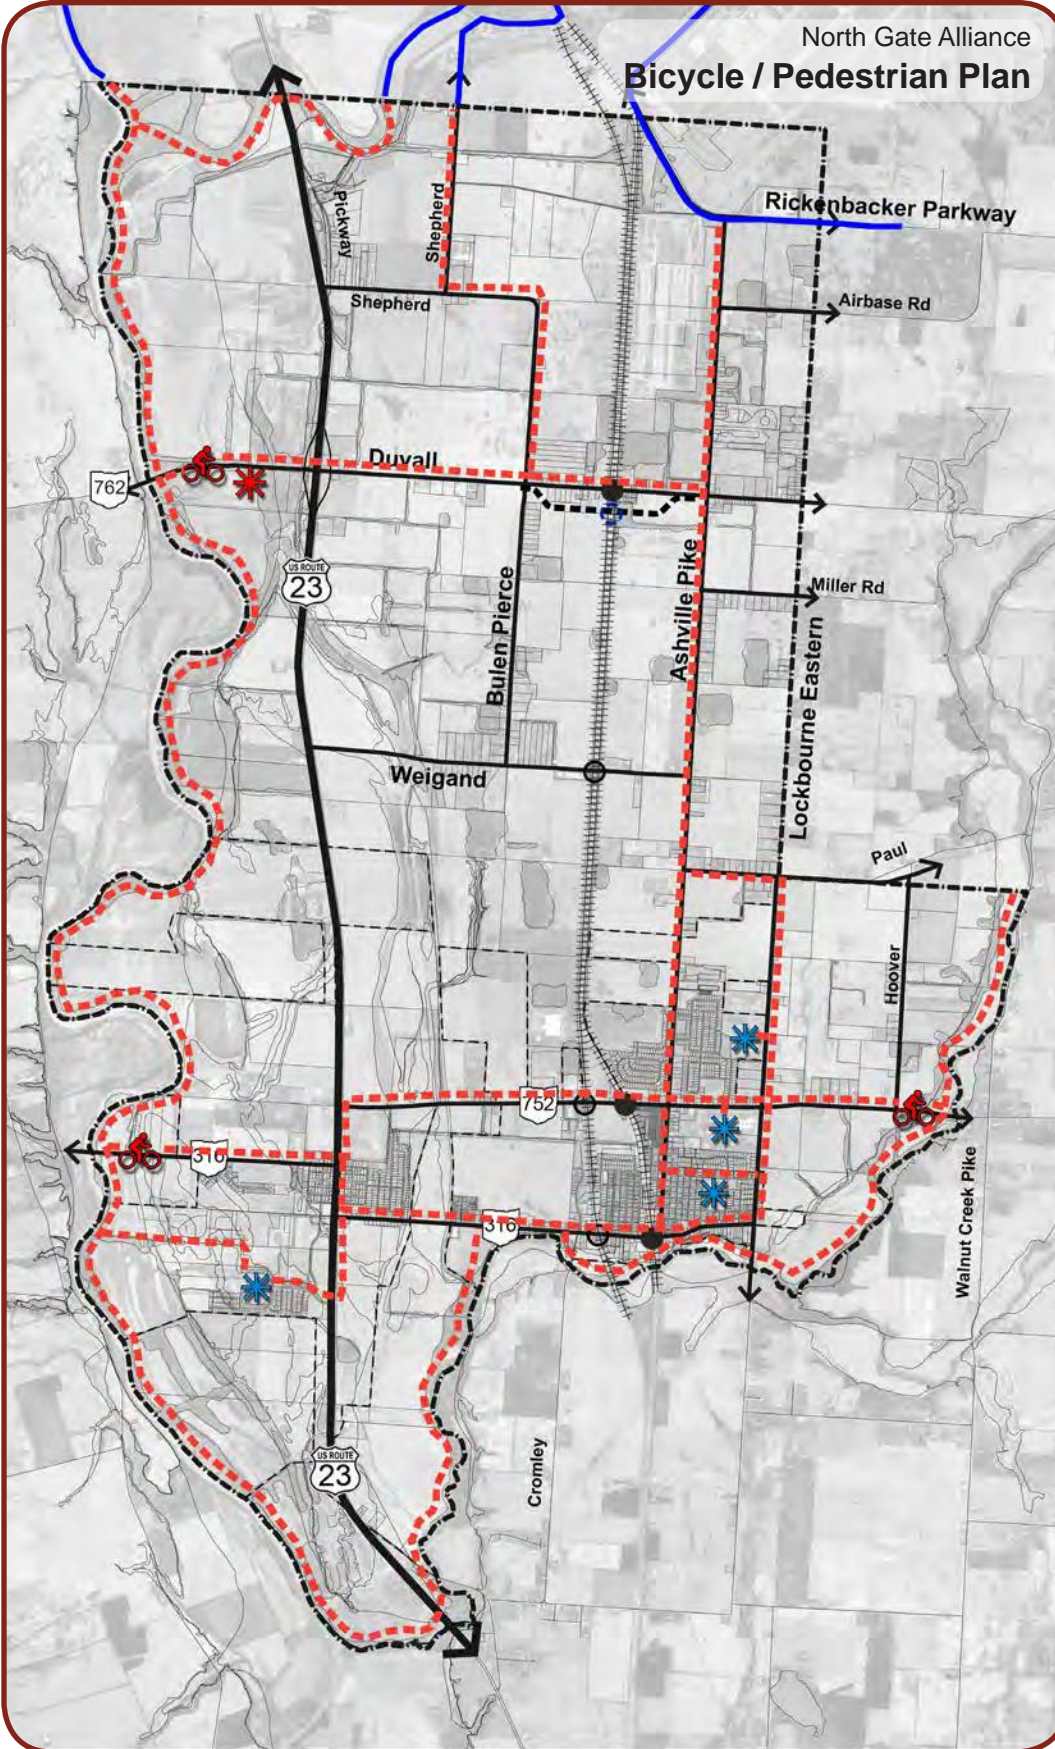 North Gate Alliance
Bicycle / Pedestrian Plan
Pickway
Shepherd
Rickenbacker Parkway
Shepherd
Airbase Rd
Duvall
762
US ROUTE
23
Bulen Pierce
Ashville Pike
Miller Rd
Lockbourne Eastern
Weigand
Paul
Hoover
752
316
316
Walnut Creek Pike
Cromley
US ROUTE
23